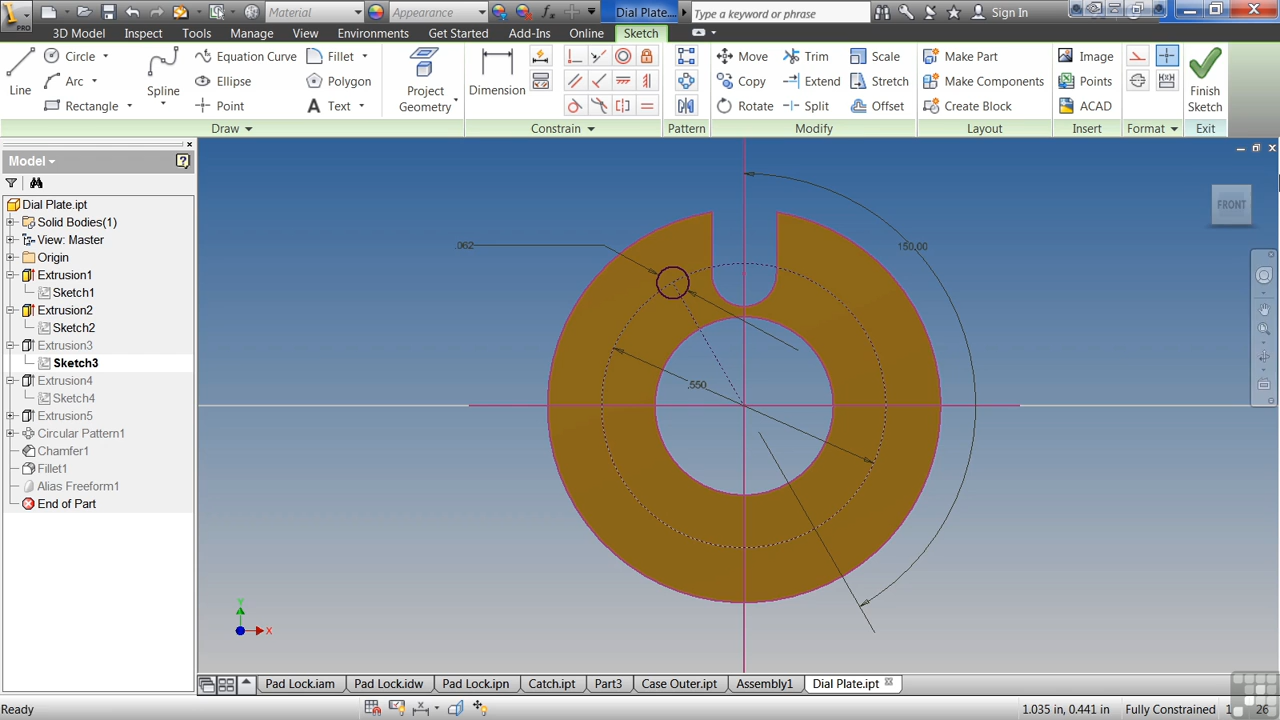 PRO
Material
Appearance
Dial Plate....
Type a keyword or phrase
Sign In
3D Model Inspect Tools Manage View Environments Get Started Add-Ins Online Sketch
Line
Circle
Arc
Rectangle
Spline
Equation Curve
Ellipse
Point
Fillet
Polygon
Text
Project
Geometry
Dimension
Move
Copy
Rotate
Trim
Extend
Split
Scale
Stretch
Offset
Make Part
Make Components
Create Block
Image
Points
ACAD
Finish
Sketch
Draw Constrain Pattern Modify Layout Insert Format Exit
Model
Dial Plate.ipt
Solid Bodies(1)
View: Master
Origin
Extrusion1
Sketch1
Extrusion2
Sketch2
Extrusion3
Sketch3
Extrusion4
Sketch4
Extrusion5
Circular Pattern1
Chamfer1
Fillet1
Alias Freeform1
End of Part
.062
150.00
.550
FRONT
Y
X
Pad Lock.iam Pad Lock.idw Pad Lock.ipn Catch.ipt Part3 Case Outer.ipt Assembly1 Dial Plate.ipt
Ready
1.035 in, 0.441 in Fully Constrained 1 26